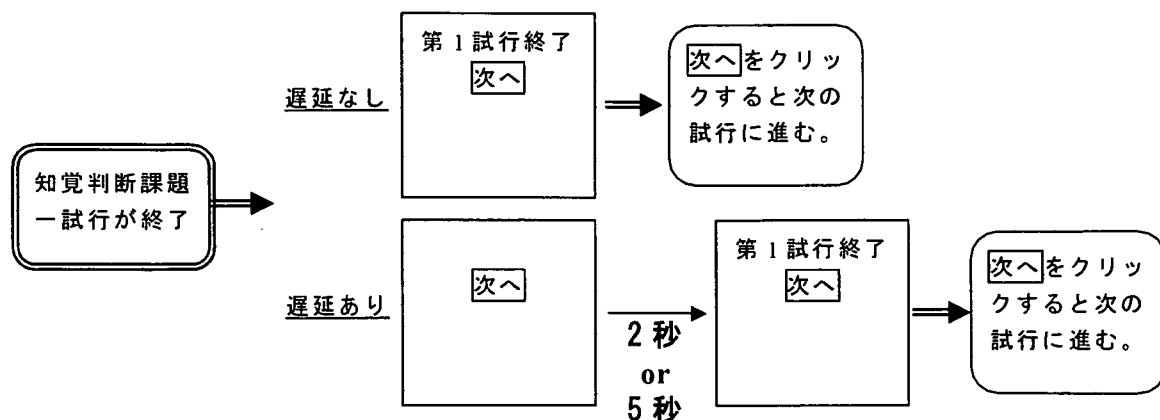 知覚判断課題
一試行が終了
遅延なし
第1試行終了
次へ
次へをクリッ
クすると次の
試行に進む。
遅延あり
次へ
2秒
or
5秒
第1試行終了
次へ
次へをクリッ
クすると次の
試行に進む。